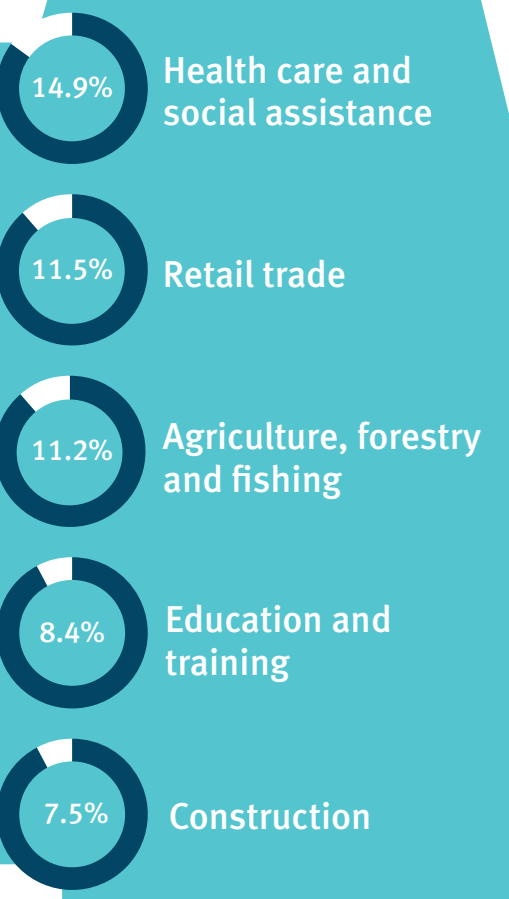 14.9%
Health care and
social assistance
11.5%
Retail trade
11.2%
Agriculture, forestry
and fishing
8.4%
Education and
training
7.5%
Construction